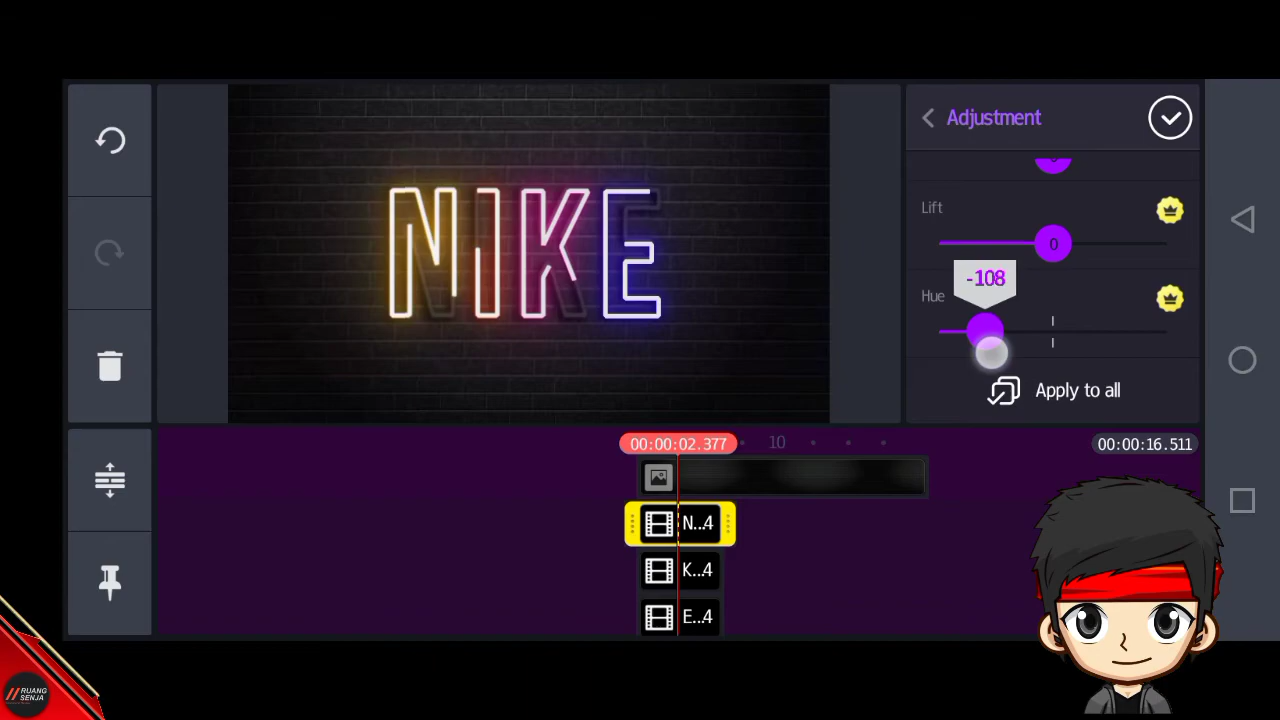 NIKE
Adjustment
Lift
0
-108
Hue
Apply to all
00:00:02.377
10
00:00:16.511
N...4
K...4
E...4
RUANG
SENJA